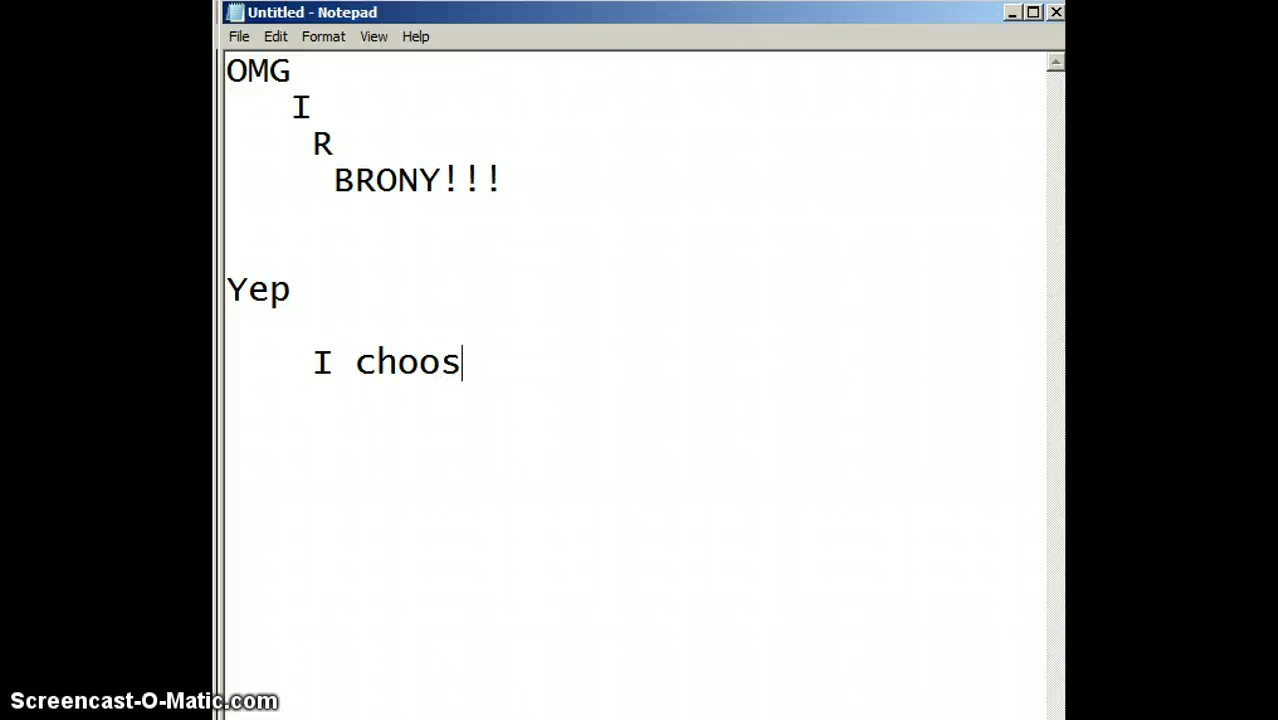 Untitled - Notepad
File Edit Format View Help
OMG
I
R
BRONY!!!
Yep
I choos
Screencast-O-Matic.com